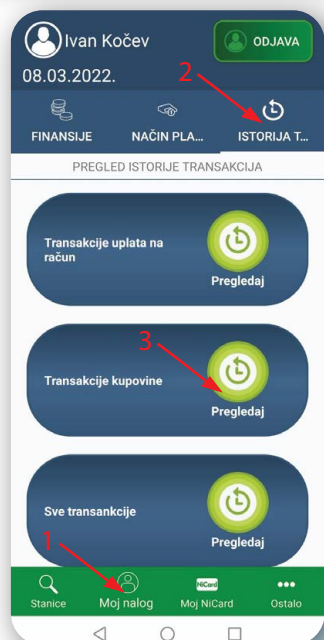 Ivan Kočev
ODJAVA
08.03.2022.
2
FINANSIJE
NAČIN PLA...
ISTORIJA T...
PREGLED ISTORIJE TRANSAKCIJA
Transakcije uplata na
račun
Pregledaj
3
Transakcije kupovine
Pregledaj
Sve transankcije
1
Pregledaj
NiCard
Stanice
Moj nalog
Moj NiCard
Ostalo